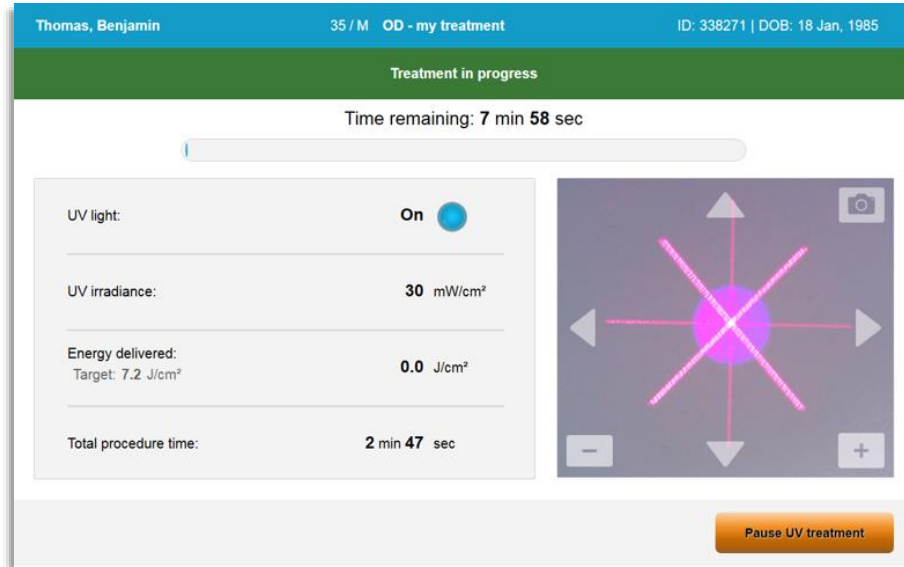 Thomas, Benjamin 35 / M OD - my treatment ID: 338271 | DOB: 18 Jan, 1985
Treatment in progress
Time remaining: 7 min 58 sec
UV light: On
UV irradiance: 30 mW/cm²
Energy delivered: 0.0 J/cm²
Target: 7.2 J/cm²
Total procedure time: 2 min 47 sec
Pause UV treatment